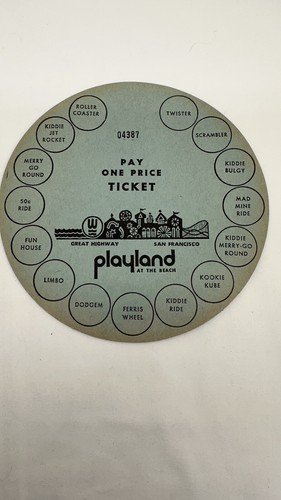 04387
PAY
ONE PRICE
TICKET
GREAT HIGHWAY SAN FRANCISCO
playland
AT THE BEACH
ROLLER
COASTER
TWISTER
SCRAMBLER
KIDDIE
BULGY
MAD
MINE
RIDE
KIDDIE
MERRY-GO
ROUND
KOOKIE
KUBE
KIDDIE
RIDE
FERRIS
WHEEL
DODGEM
LIMBO
FUN
HOUSE
50¢
RIDE
MERRY
GO
ROUND
KIDDIE
JET
ROCKET